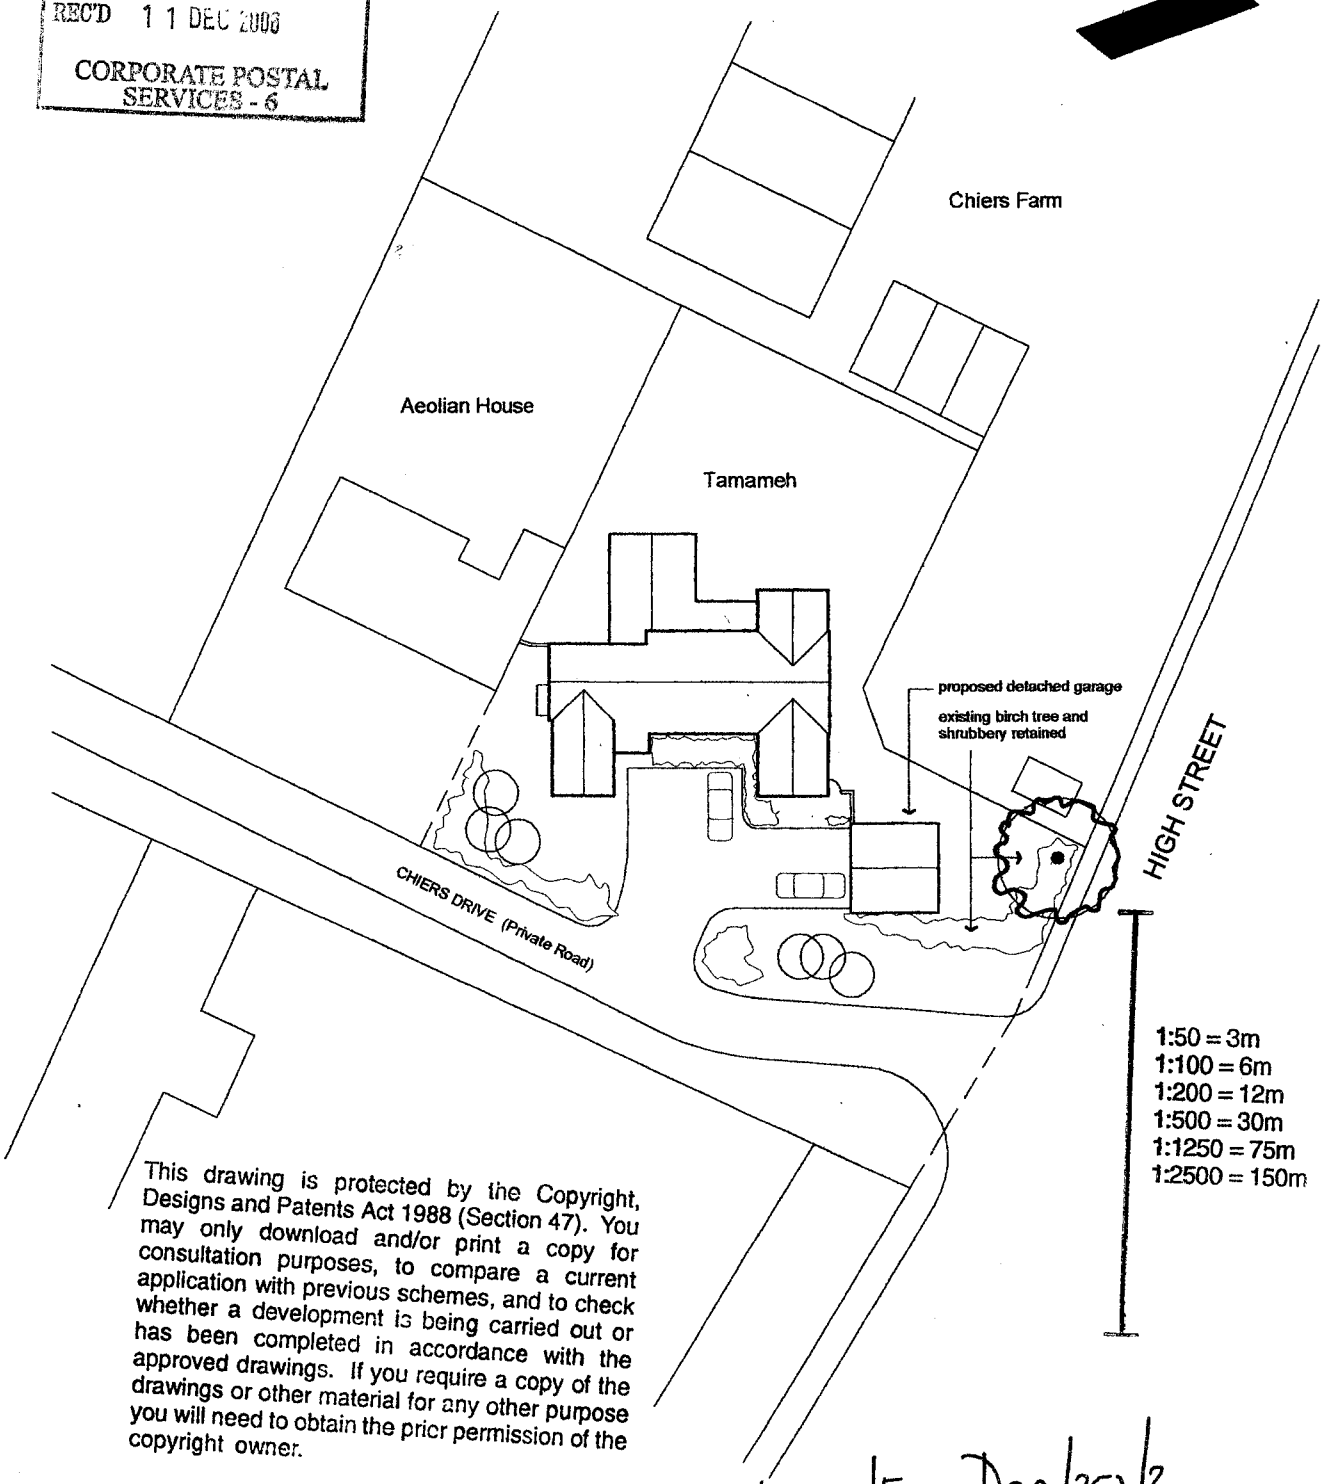 REC'D 11 DEC 2006
CORPORATE POSTAL
SERVICES - 6
Chiers Farm
Aeolian House
Tamameh
proposed detached garage
existing birch tree and
shrubbery retained
HIGH STREET
CHIERS DRIVE (Private Road)
1:50 = 3m
1:100 = 6m
1:200 = 12m
1:500 = 30m
1:1250 = 75m
1:2500 = 150m
This drawing is protected by the Copyright,
Designs and Patents Act 1988 (Section 47). You
may only download and/or print a copy for
consultation purposes, to compare a current
application with previous schemes, and to check
whether a development is being carried out or
has been completed in accordance with the
approved drawings. If you require a copy of the
drawings or other material for any other purpose
you will need to obtain the prior permission of the
copyright owner.